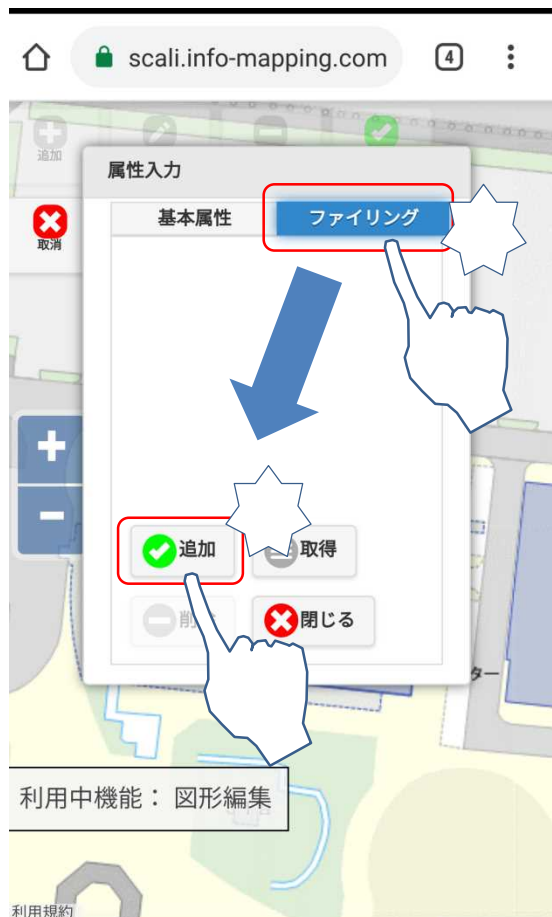 scali.info-mapping.com
4
追加
属性入力
基本属性
ファイリング
取消
追加
取得
閉じる
ター
利用中機能： 図形編集
利用規約